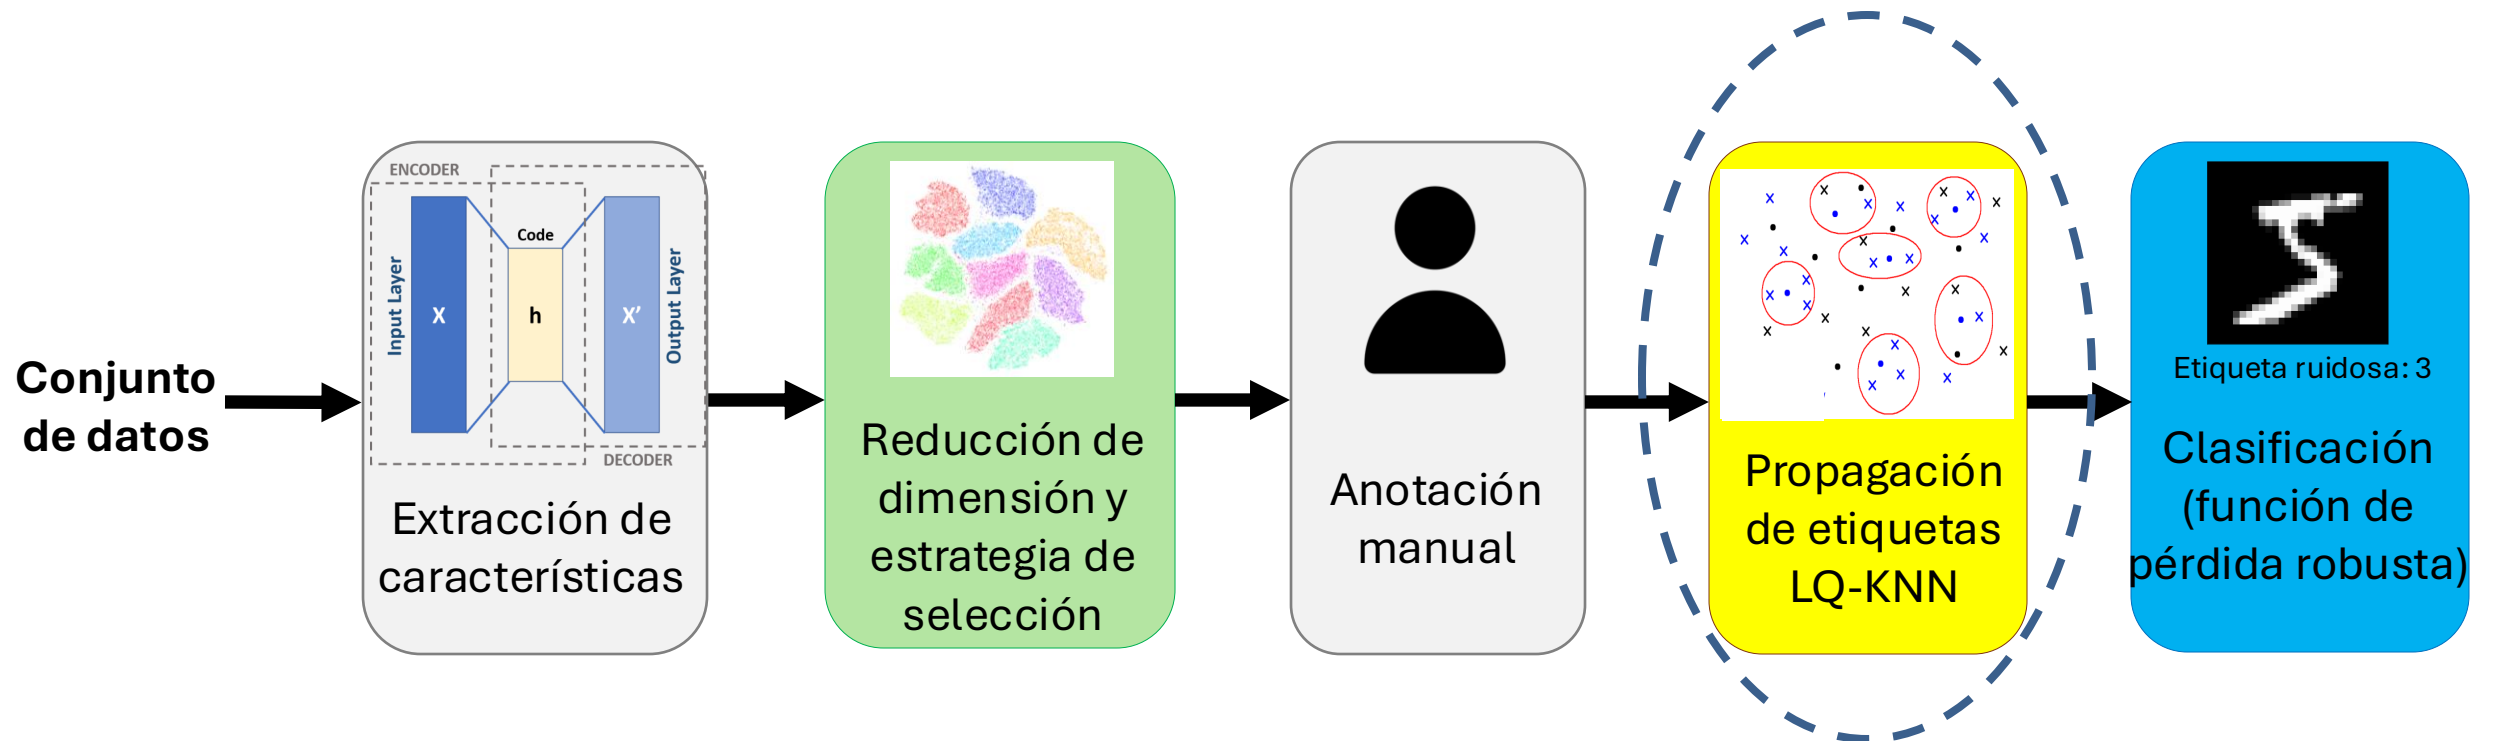 Conjunto
de datos
ENCODER
Input Layer
X
Code
h
X'
Output Layer
DECODER
Extracción de
características
Reducción de
dimensión y
estrategia de
selección
Anotación
manual
Propagación
de etiquetas
LQ-KNN
Etiqueta ruidosa: 3
Clasificación
(función de
pérdida robusta)